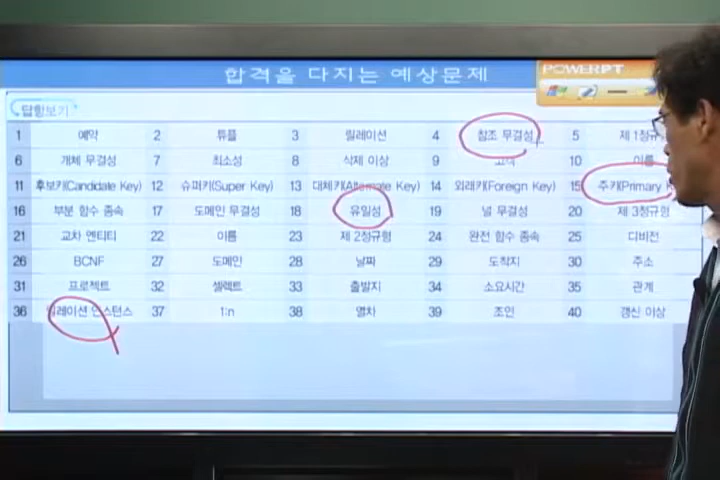 합격을 다지는 예상문제
POWERPT
답항보기
1 예약 2 튜플 3 릴레이션 4 참조 무결성 5 제 1정규
6 개체 무결성 7 최소성 8 삭제 이상 9 고객 10 이름
11 후보키(Candidate Key) 12 슈퍼키(Super Key) 13 대체키(Alternate Key) 14 외래키(Foreign Key) 15 주키(Primary K
16 부분 함수 종속 17 도메인 무결성 18 유일성 19 널 무결성 20 제 3정규형
21 교차 엔티티 22 이름 23 제 2정규형 24 완전 함수 종속 25 디비전
26 BCNF 27 도메인 28 날짜 29 도착지 30 주소
31 프로젝트 32 셀렉트 33 출발지 34 소요시간 35 관계
36 릴레이션 인스턴스 37 1:n 38 열차 39 조인 40 갱신 이상